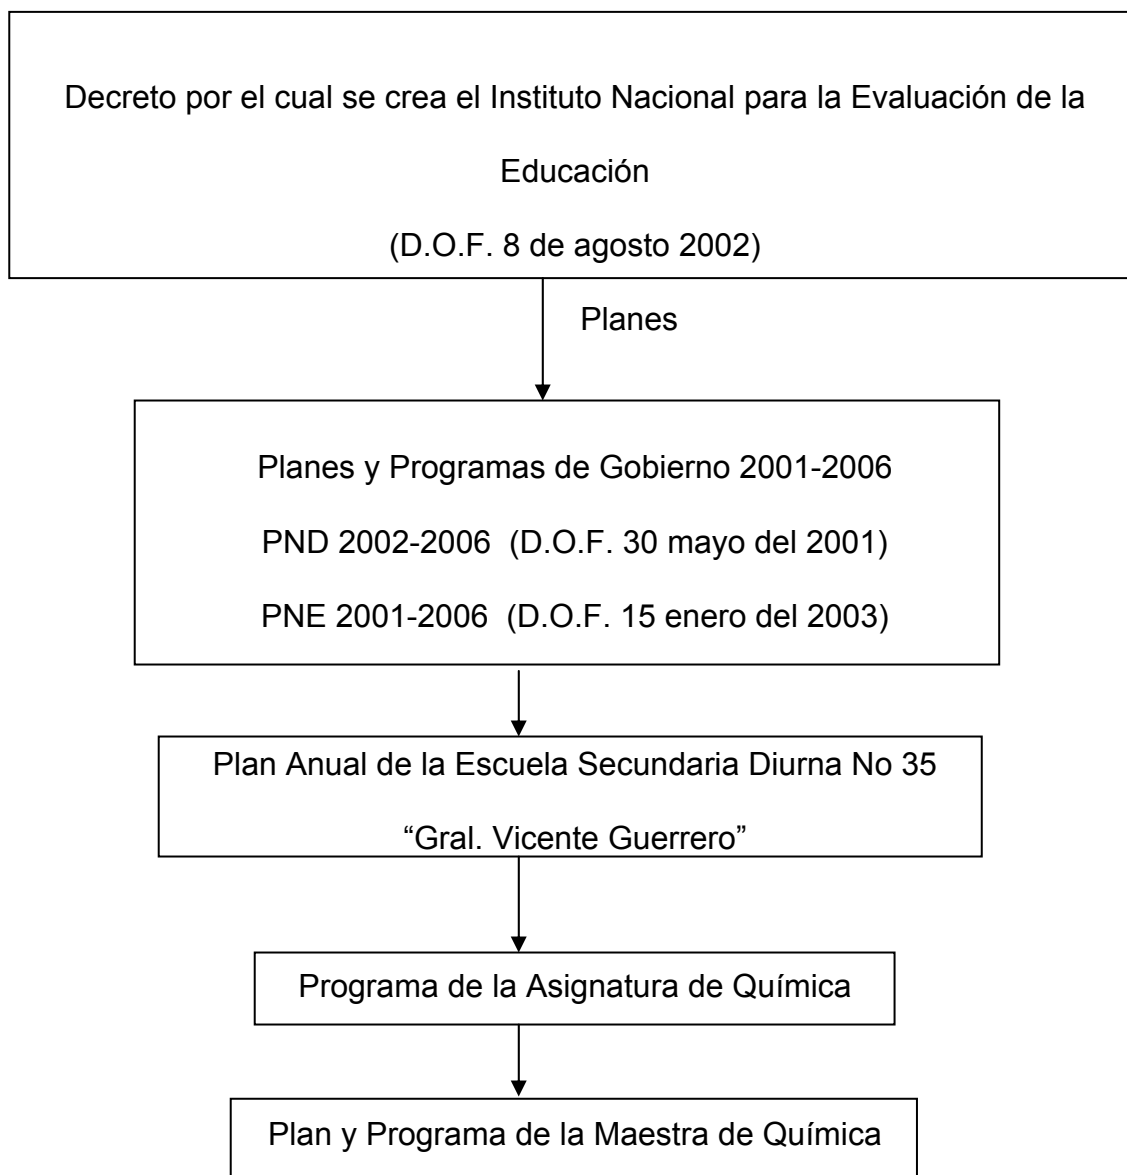 Decreto por el cual se crea el Instituto Nacional para la Evaluación de la
Educación
(D.O.F. 8 de agosto 2002)
Planes
Planes y Programas de Gobierno 2001-2006
PND 2002-2006  (D.O.F. 30 mayo del 2001)
PNE 2001-2006  (D.O.F. 15 enero del 2003)
Plan Anual de la Escuela Secundaria Diurna No 35
“Gral. Vicente Guerrero”
Programa de la Asignatura de Química
Plan y Programa de la Maestra de Química